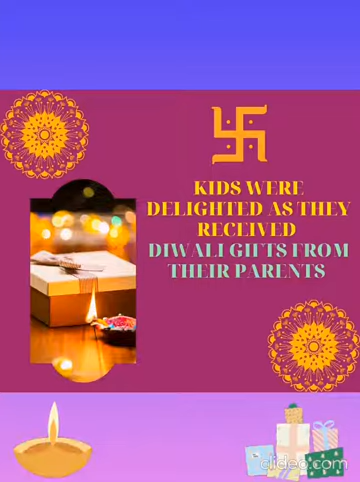 KIDS WERE
DELIGHTED AS THEY
RECEIVED
DIWALI GIFTS FROM
THEIR PARENTS
clideo.com